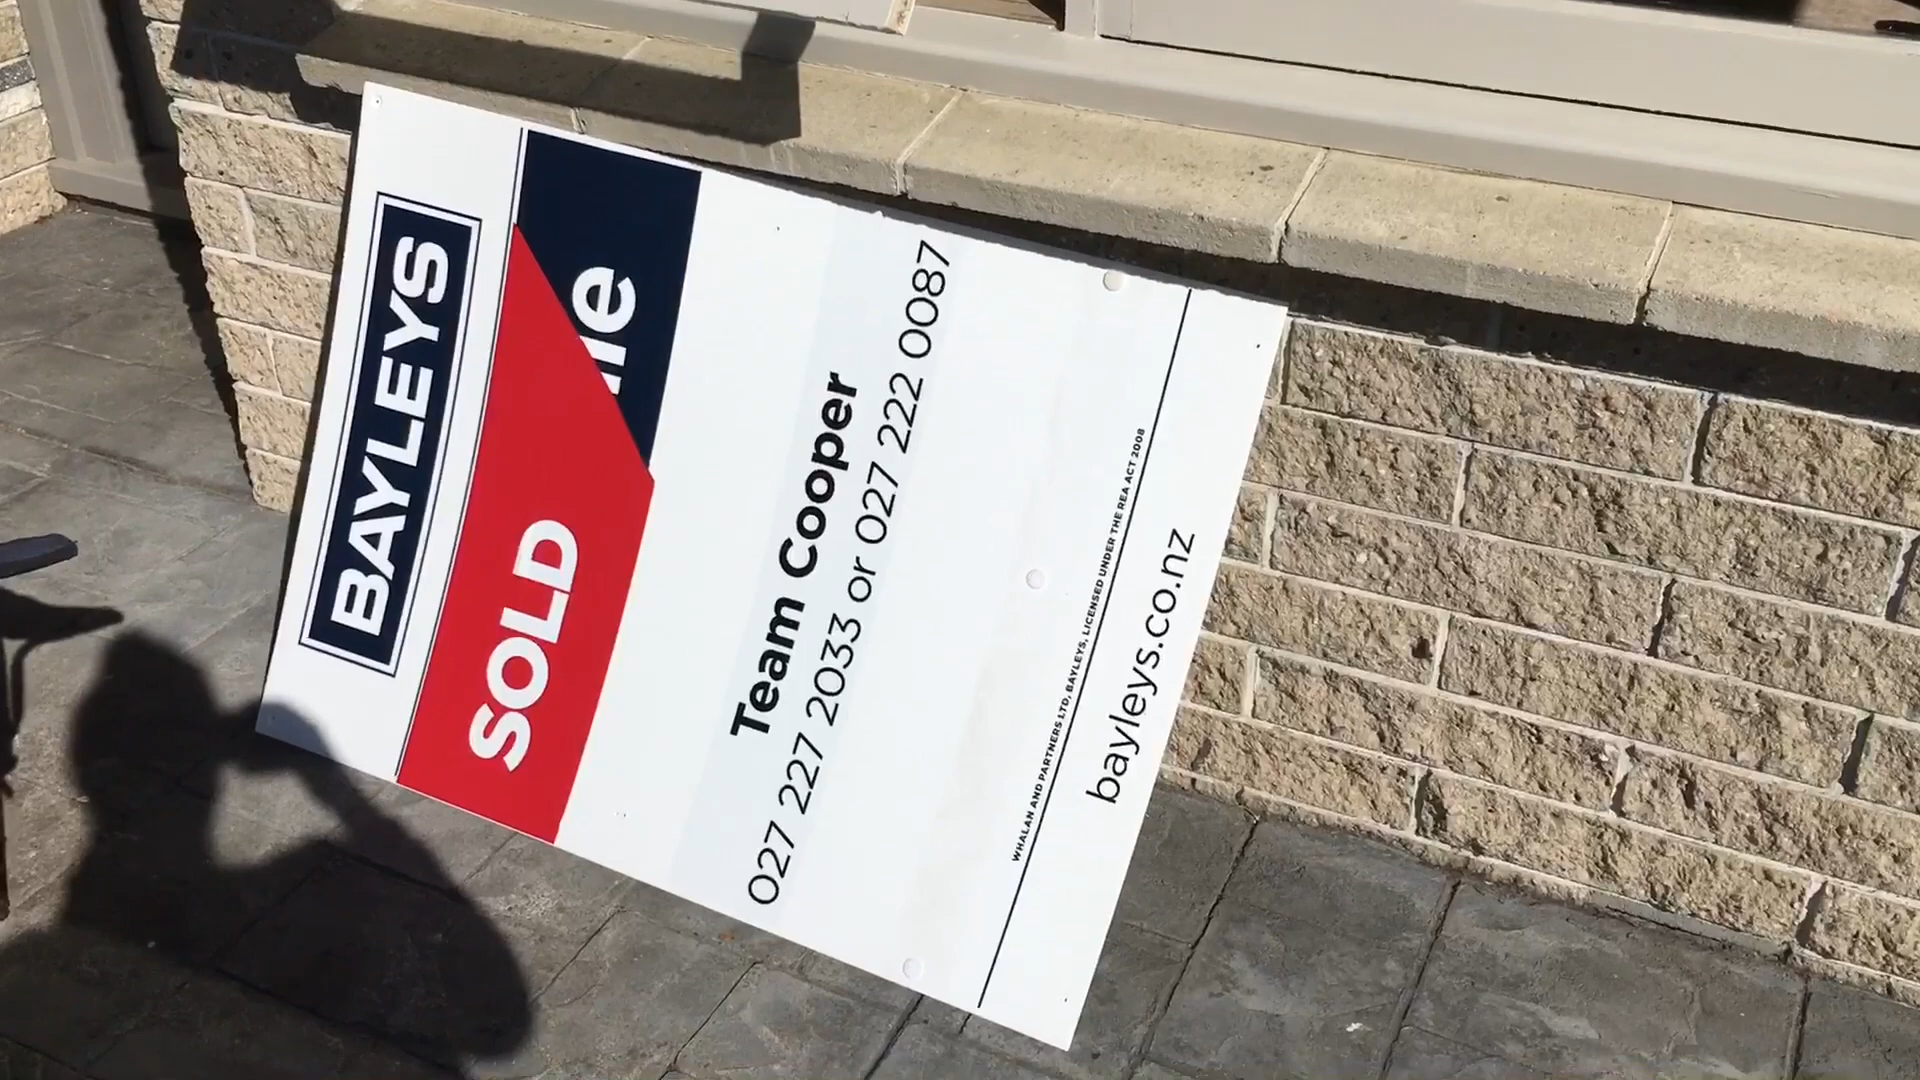 BAYLEYS
SOLD
Team Cooper
027 227 2033 or 027 222 0087
WHALAN AND PARTNERS LTD, BAYLEYS, LICENSED UNDER THE REA ACT 2008
bayleys.co.nz